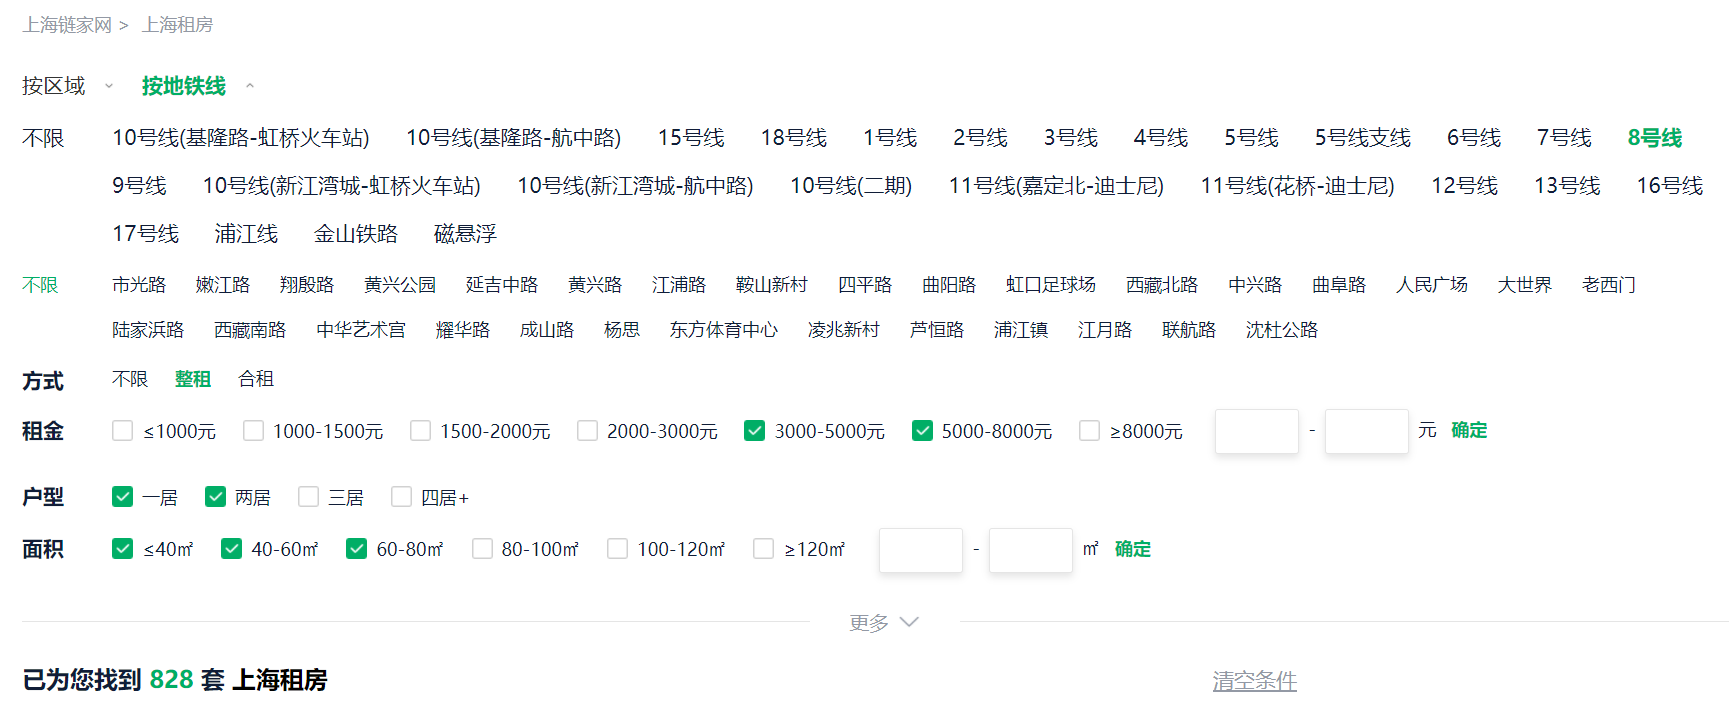 上海链家网 > 上海租房
按区域 按地铁线
不限 10号线(基隆路-虹桥火车站) 10号线(基隆路-航中路) 15号线 18号线 1号线 2号线 3号线 4号线 5号线 5号线支线 6号线 7号线 8号线
9号线 10号线(新江湾城-虹桥火车站) 10号线(新江湾城-航中路) 10号线(二期) 11号线(嘉定北-迪士尼) 11号线(花桥-迪士尼) 12号线 13号线 16号线
17号线 浦江线 金山铁路 磁悬浮
不限 市光路 嫩江路 翔殷路 黄兴公园 延吉中路 黄兴路 江浦路 鞍山新村 四平路 曲阳路 虹口足球场 西藏北路 中兴路 曲阜路 人民广场 大世界 老西门
陆家浜路 西藏南路 中华艺术宫 耀华路 成山路 杨思 东方体育中心 凌兆新村 芦恒路 浦江镇 江月路 联航路 沈杜公路
方式 不限 整租 合租
租金 ≤1000元 1000-1500元 1500-2000元 2000-3000元 3000-5000元 5000-8000元 ≥8000元 - 元 确定
户型 一居 两居 三居 四居+
面积 ≤40㎡ 40-60㎡ 60-80㎡ 80-100㎡ 100-120㎡ ≥120㎡ - ㎡ 确定
更多
已为您找到 828 套 上海租房 清空条件